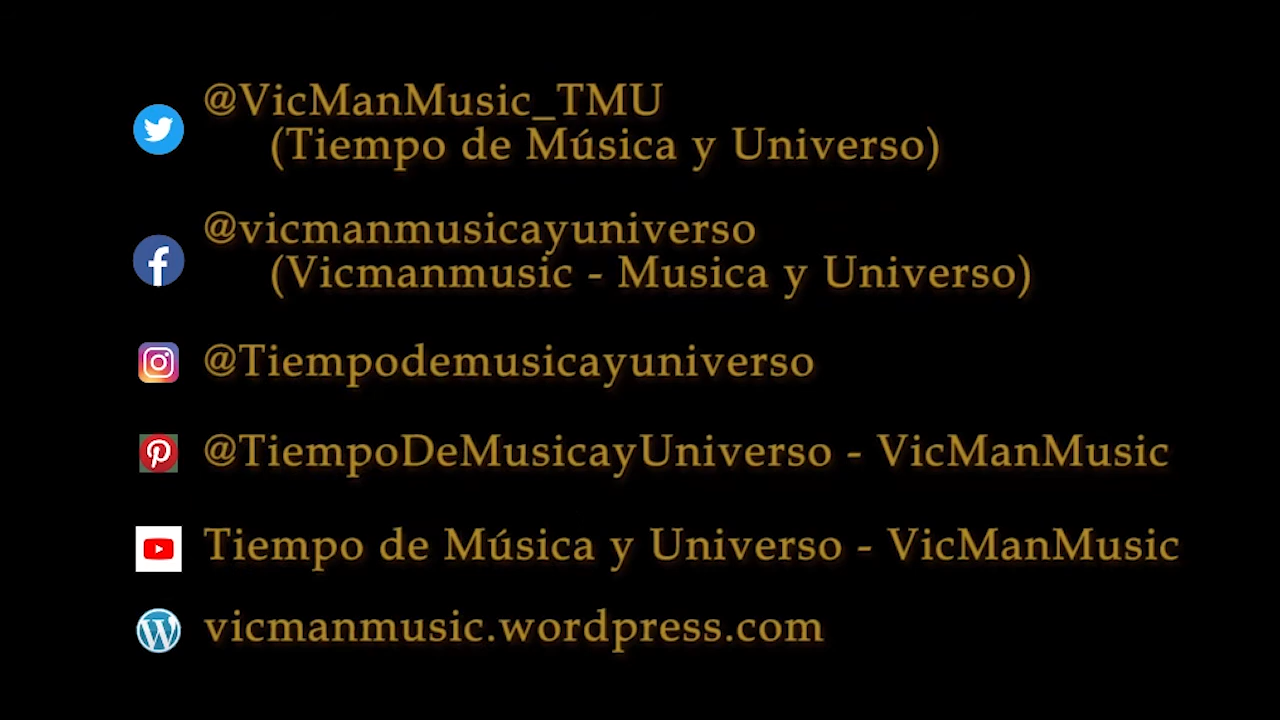 @VicManMusic_TMU
(Tiempo de Música y Universo)
@vicmanmusicayuniverso
(Vicmanmusic - Musica y Universo)
@Tiempodemusicayuniverso
@TiempoDeMusicayUniverso - VicManMusic
Tiempo de Música y Universo - VicManMusic
vicmanmusic.wordpress.com